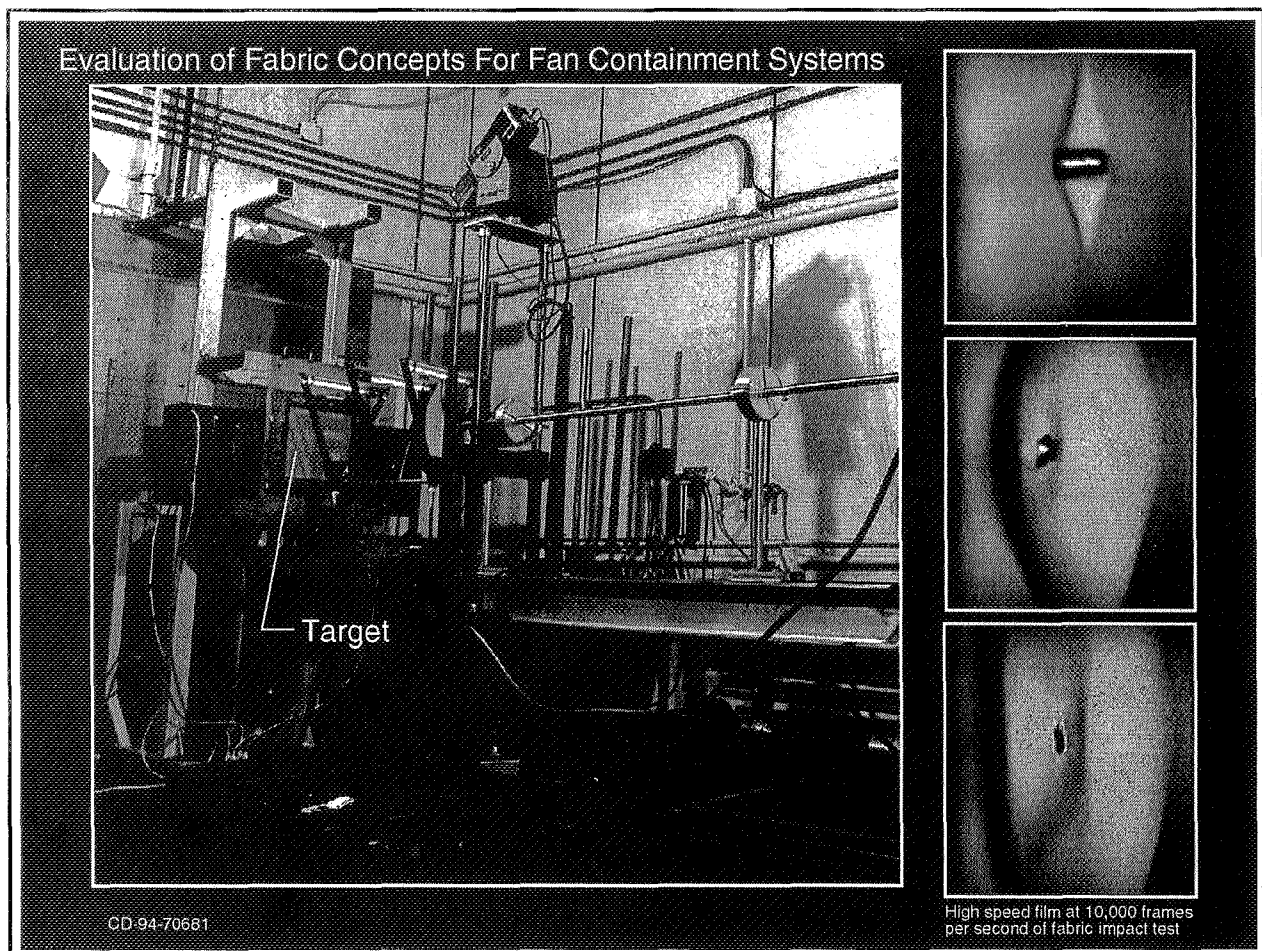 Evaluation of Fabric Concepts For Fan Containment Systems
Target
CD-94-70681
High speed film at 10,000 frames
per second of fabric impact test